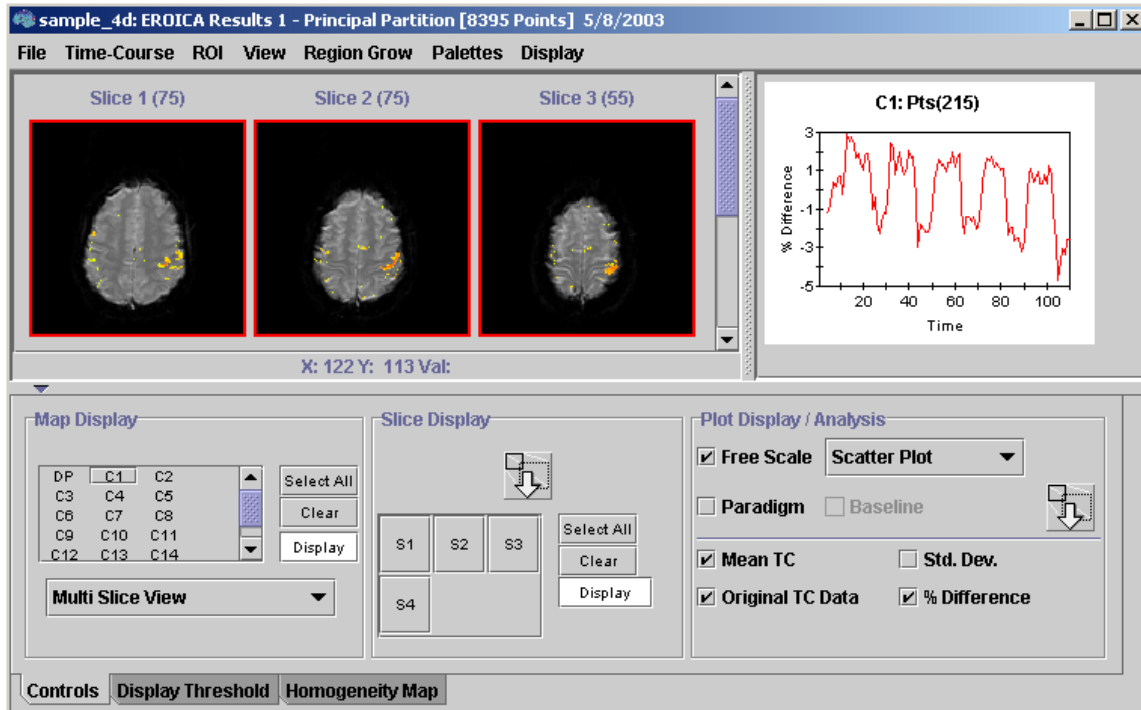 sample_4d: EROICA Results 1 - Principal Partition [8395 Points] 5/8/2003
File Time-Course ROI View Region Grow Palettes Display
Slice 1 (75) Slice 2 (75) Slice 3 (55)
X: 122 Y: 113 Val:
C1: Pts(215)
% Difference
3
-1
-3
-5
20 40 60 80 100
Time
Map Display
DP C1 C2
C3 C4 C5
C6 C7 C8
C9 C10 C11
C12 C13 C14
Select All
Clear
Display
Multi Slice View
Slice Display
S1 S2 S3
S4
Select All
Clear
Display
Plot Display / Analysis
Free Scale Scatter Plot
Paradigm Baseline
Mean TC Std. Dev.
Original TC Data % Difference
Controls Display Threshold Homogeneity Map